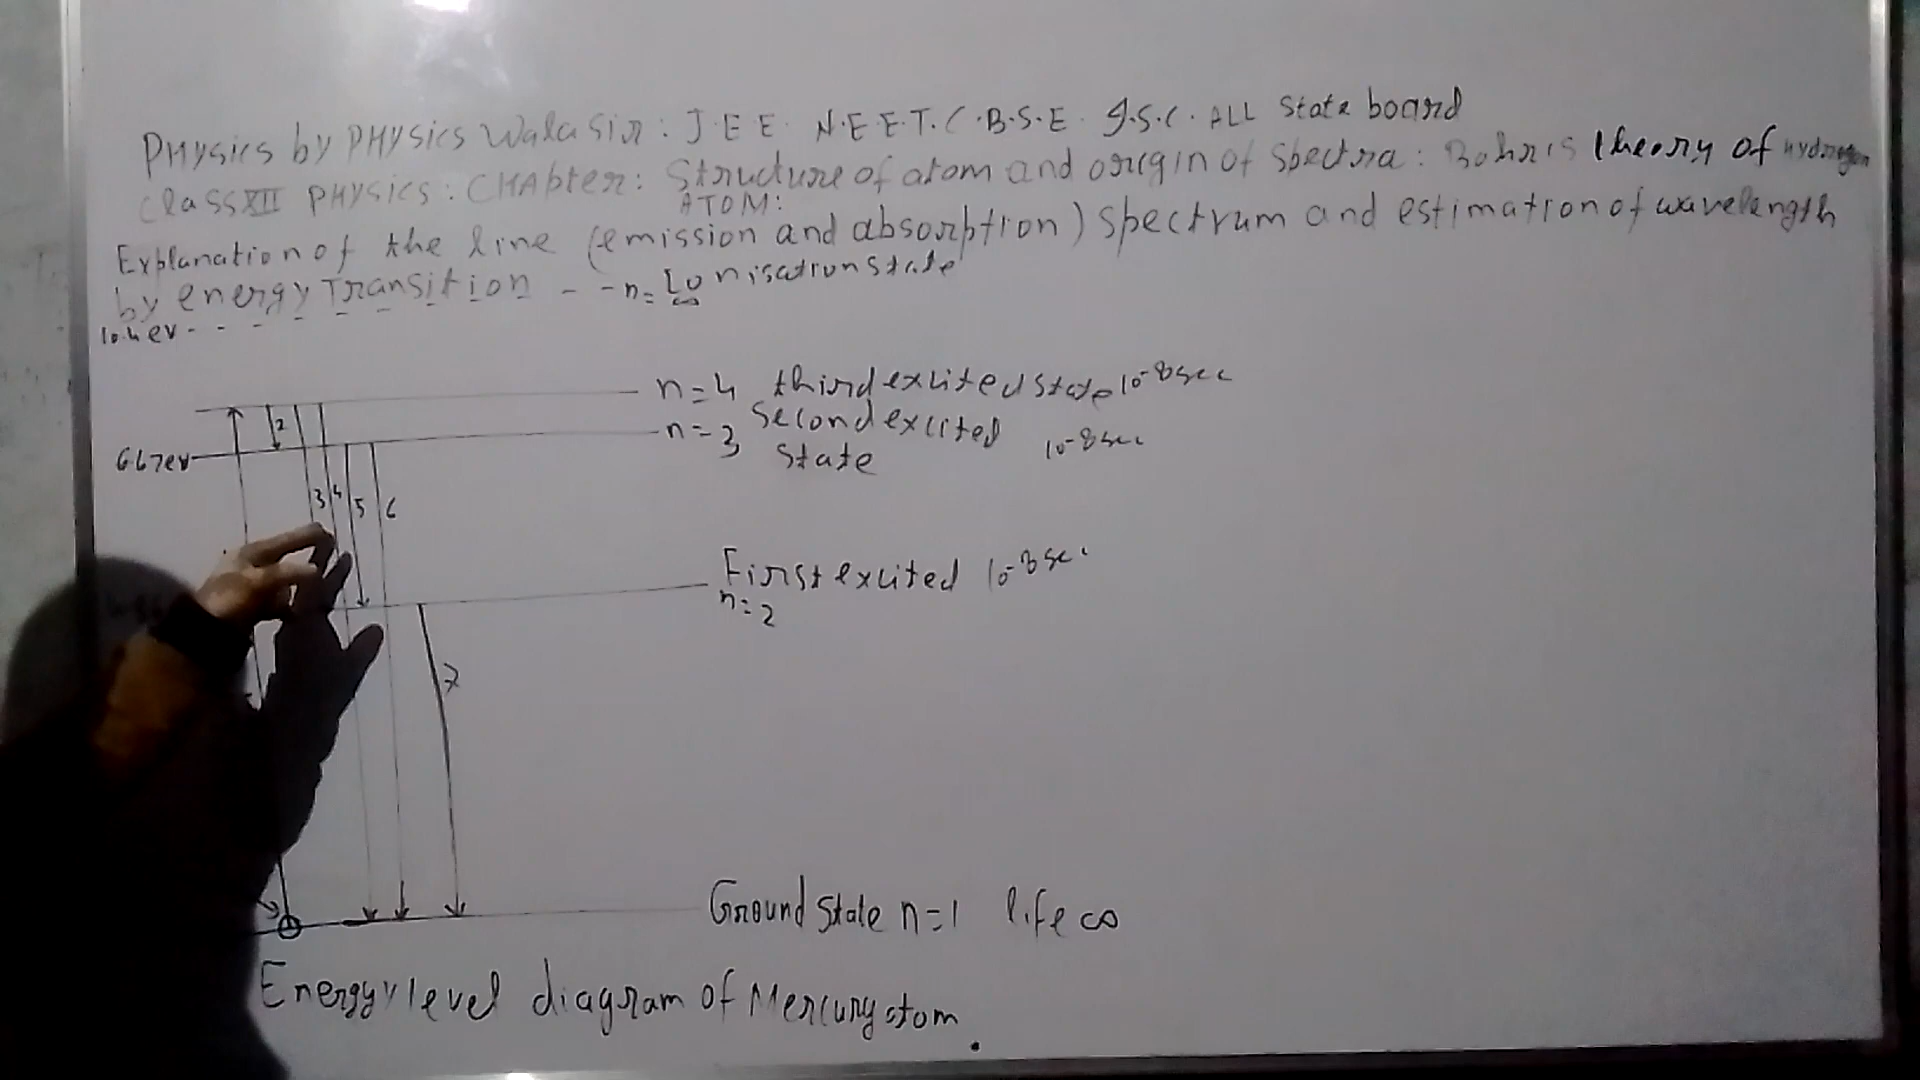 Physics by PHYsics Wala Sir: J.E.E. N.E.E.T. C.B.S.E. I.S.C. ALL State board
Class XII PHYSICS: CHApter: Structure of atom and origin of Spectra: Bohr's theory of Hydrogen
ATOM:
Explanation of the line (emission and absorption) Spectrum and estimation of wavelength
by energy Transition n=∞ Ionisation state
10.4 ev
n=4 third excited state 10-8 sec
n=3 Second excited 10-8 sec
State
6.67 ev
2
3 4 5 6
First excited 10-8 sec
n=2
7
Ground State n=1 life ∞
Energy level diagram of Mercury atom.